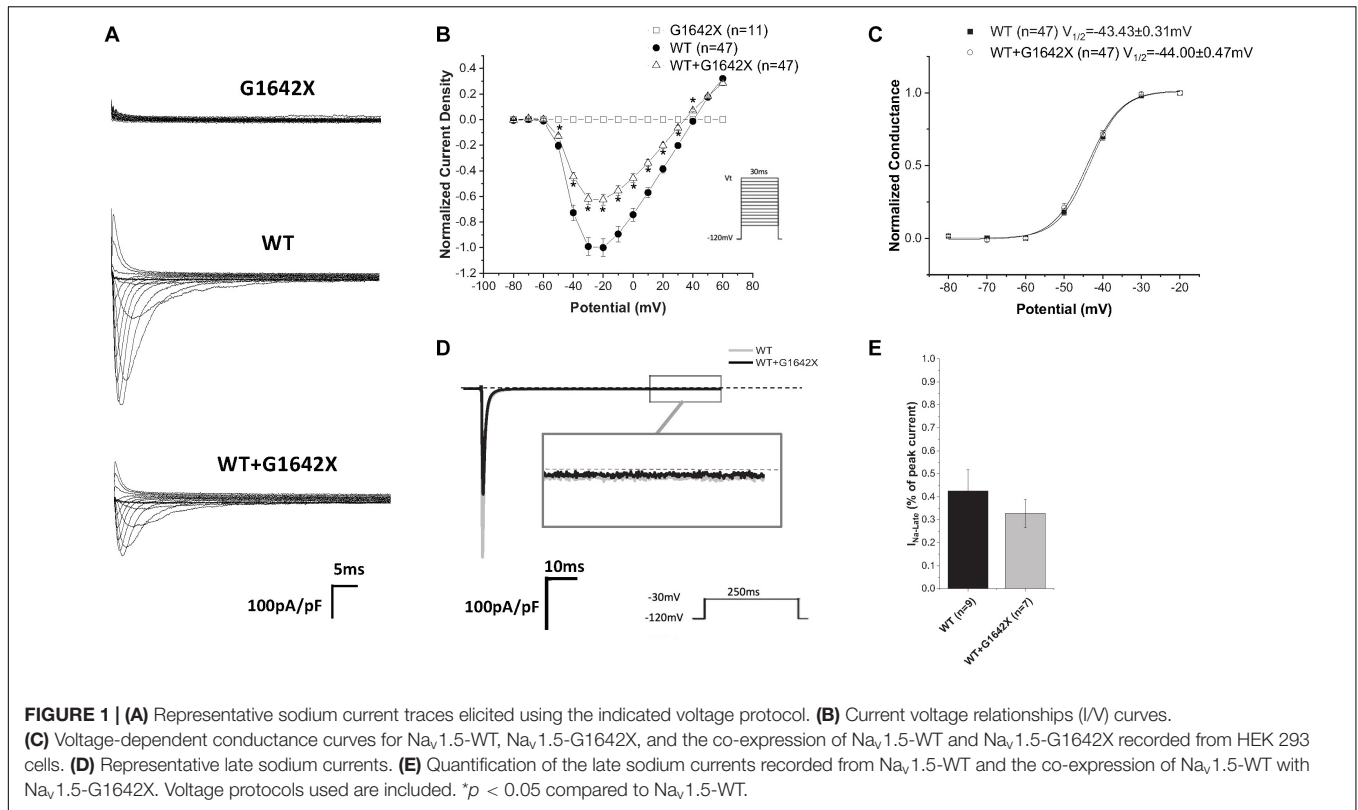 A
G1642X
WT
WT+G1642X
5ms
100pA/pF
B
G1642X (n=11)
WT (n=47)
WT+G1642X (n=47)
Normalized Current Density
0.4
0.2
0.0
-0.2
-0.4
-0.6
-0.8
-1.0
-1.2
* * * * * * * * * *
Vt
30ms
-120mV
-100 -80 -60 -40 -20 0 20 40 60 80
Potential (mV)
C
WT (n=47) V1/2=-43.43±0.31mV
WT+G1642X (n=47) V1/2=-44.00±0.47mV
Normalized Conductance
1.0
0.5
0.0
-80 -70 -60 -50 -40 -30 -20
Potential (mV)
D
WT
WT+G1642X
10ms
100pA/pF
-30mV
250ms
-120mV
E
INa-Late (% of peak current)
1.0
0.9
0.8
0.7
0.6
0.5
0.4
0.3
0.2
0.1
0.0
WT (n=9)
WT+G1642X (n=7)
FIGURE 1 | (A) Representative sodium current traces elicited using the indicated voltage protocol. (B) Current voltage relationships (I/V) curves.
(C) Voltage-dependent conductance curves for Nav1.5-WT, Nav1.5-G1642X, and the co-expression of Nav1.5-WT and Nav1.5-G1642X recorded from HEK 293
cells. (D) Representative late sodium currents. (E) Quantification of the late sodium currents recorded from Nav1.5-WT and the co-expression of Nav1.5-WT with
Nav1.5-G1642X. Voltage protocols used are included. *p < 0.05 compared to Nav1.5-WT.